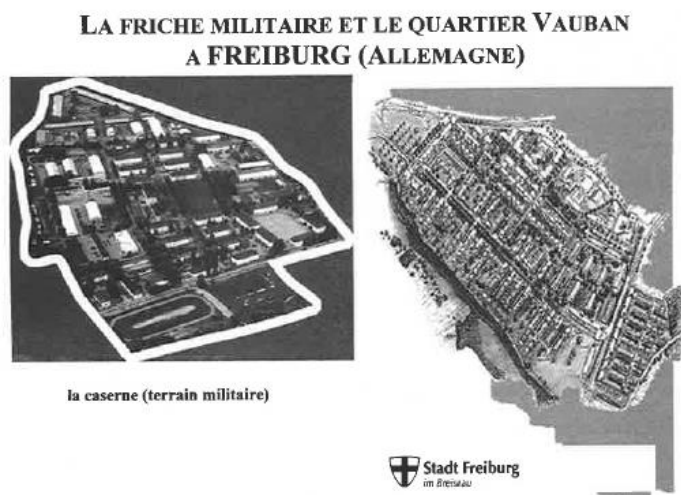 LA FRICHE MILITAIRE ET LE QUARTIER VAUBAN
A FREIBURG (ALLEMAGNE)
la caserne (terrain militaire)
Stadt Freiburg
im Breisgau